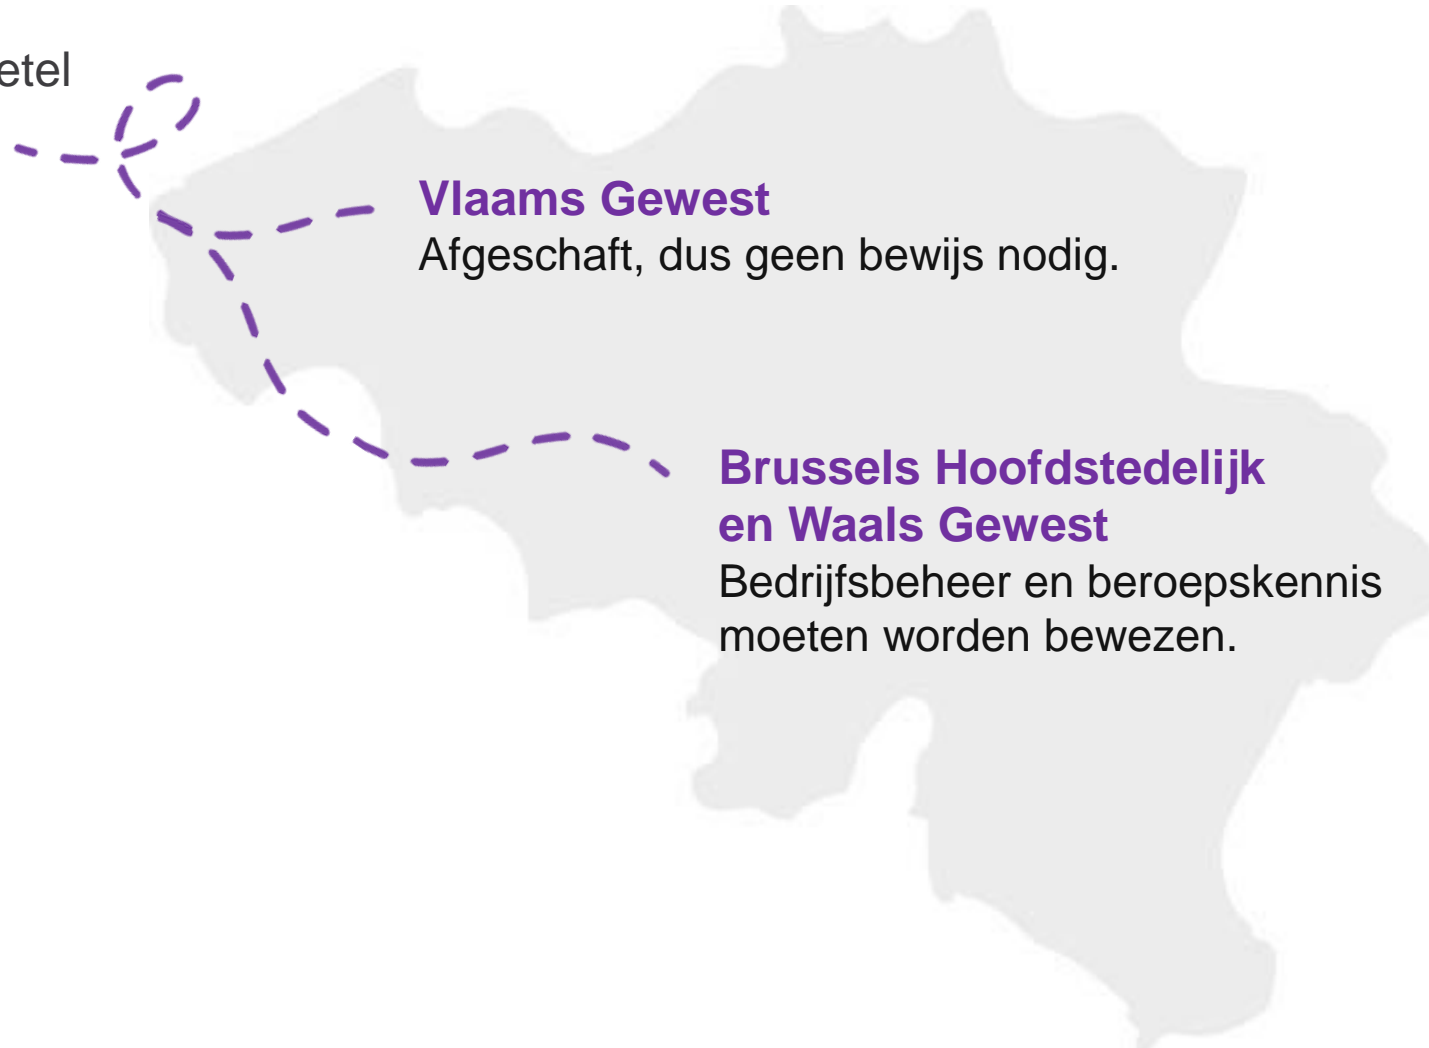 etel
Vlaams Gewest
Afgeschaft, dus geen bewijs nodig.
Brussels Hoofdstedelijk
en Waals Gewest
Bedrijfsbeheer en beroepskennis
moeten worden bewezen.